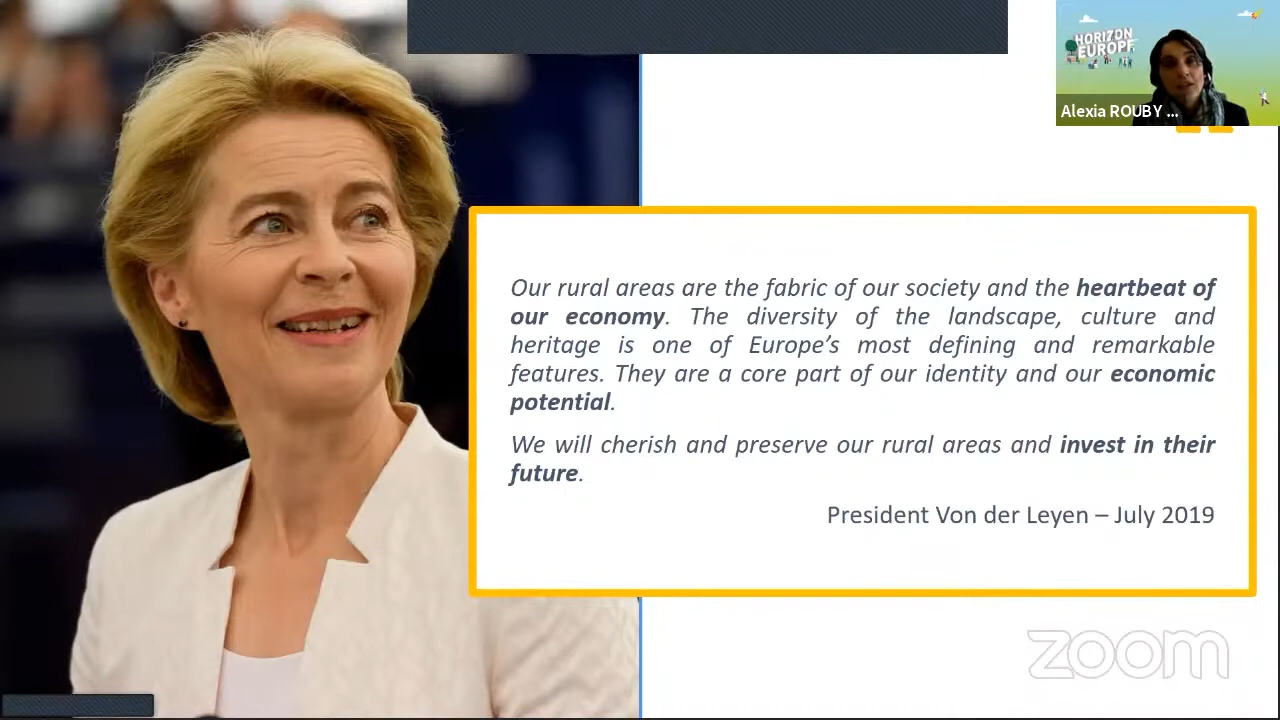 HORIZON
EUROPE
Alexia ROUBY ...
Our rural areas are the fabric of our society and the heartbeat of
our economy. The diversity of the landscape, culture and
heritage is one of Europe’s most defining and remarkable
features. They are a core part of our identity and our economic
potential.
We will cherish and preserve our rural areas and invest in their
future.
President Von der Leyen – July 2019
zoom